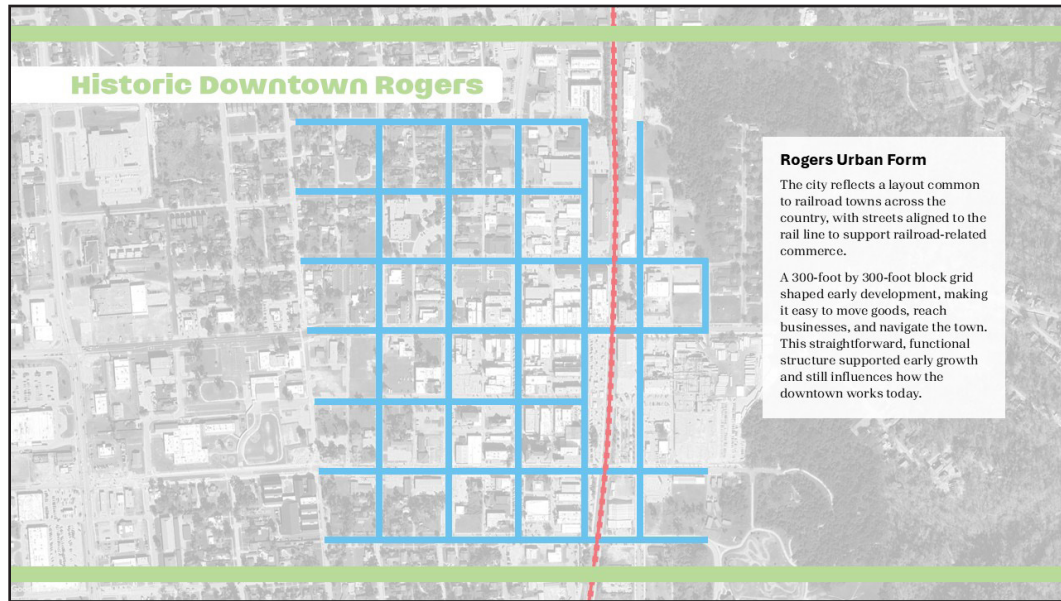 Historic Downtown Rogers
Rogers Urban Form
The city reflects a layout common
to railroad towns across the
country, with streets aligned to the
rail line to support railroad-related
commerce.
A 300-foot by 300-foot block grid
shaped early development, making
it easy to move goods, reach
businesses, and navigate the town.
This straightforward, functional
structure supported early growth
and still influences how the
downtown works today.